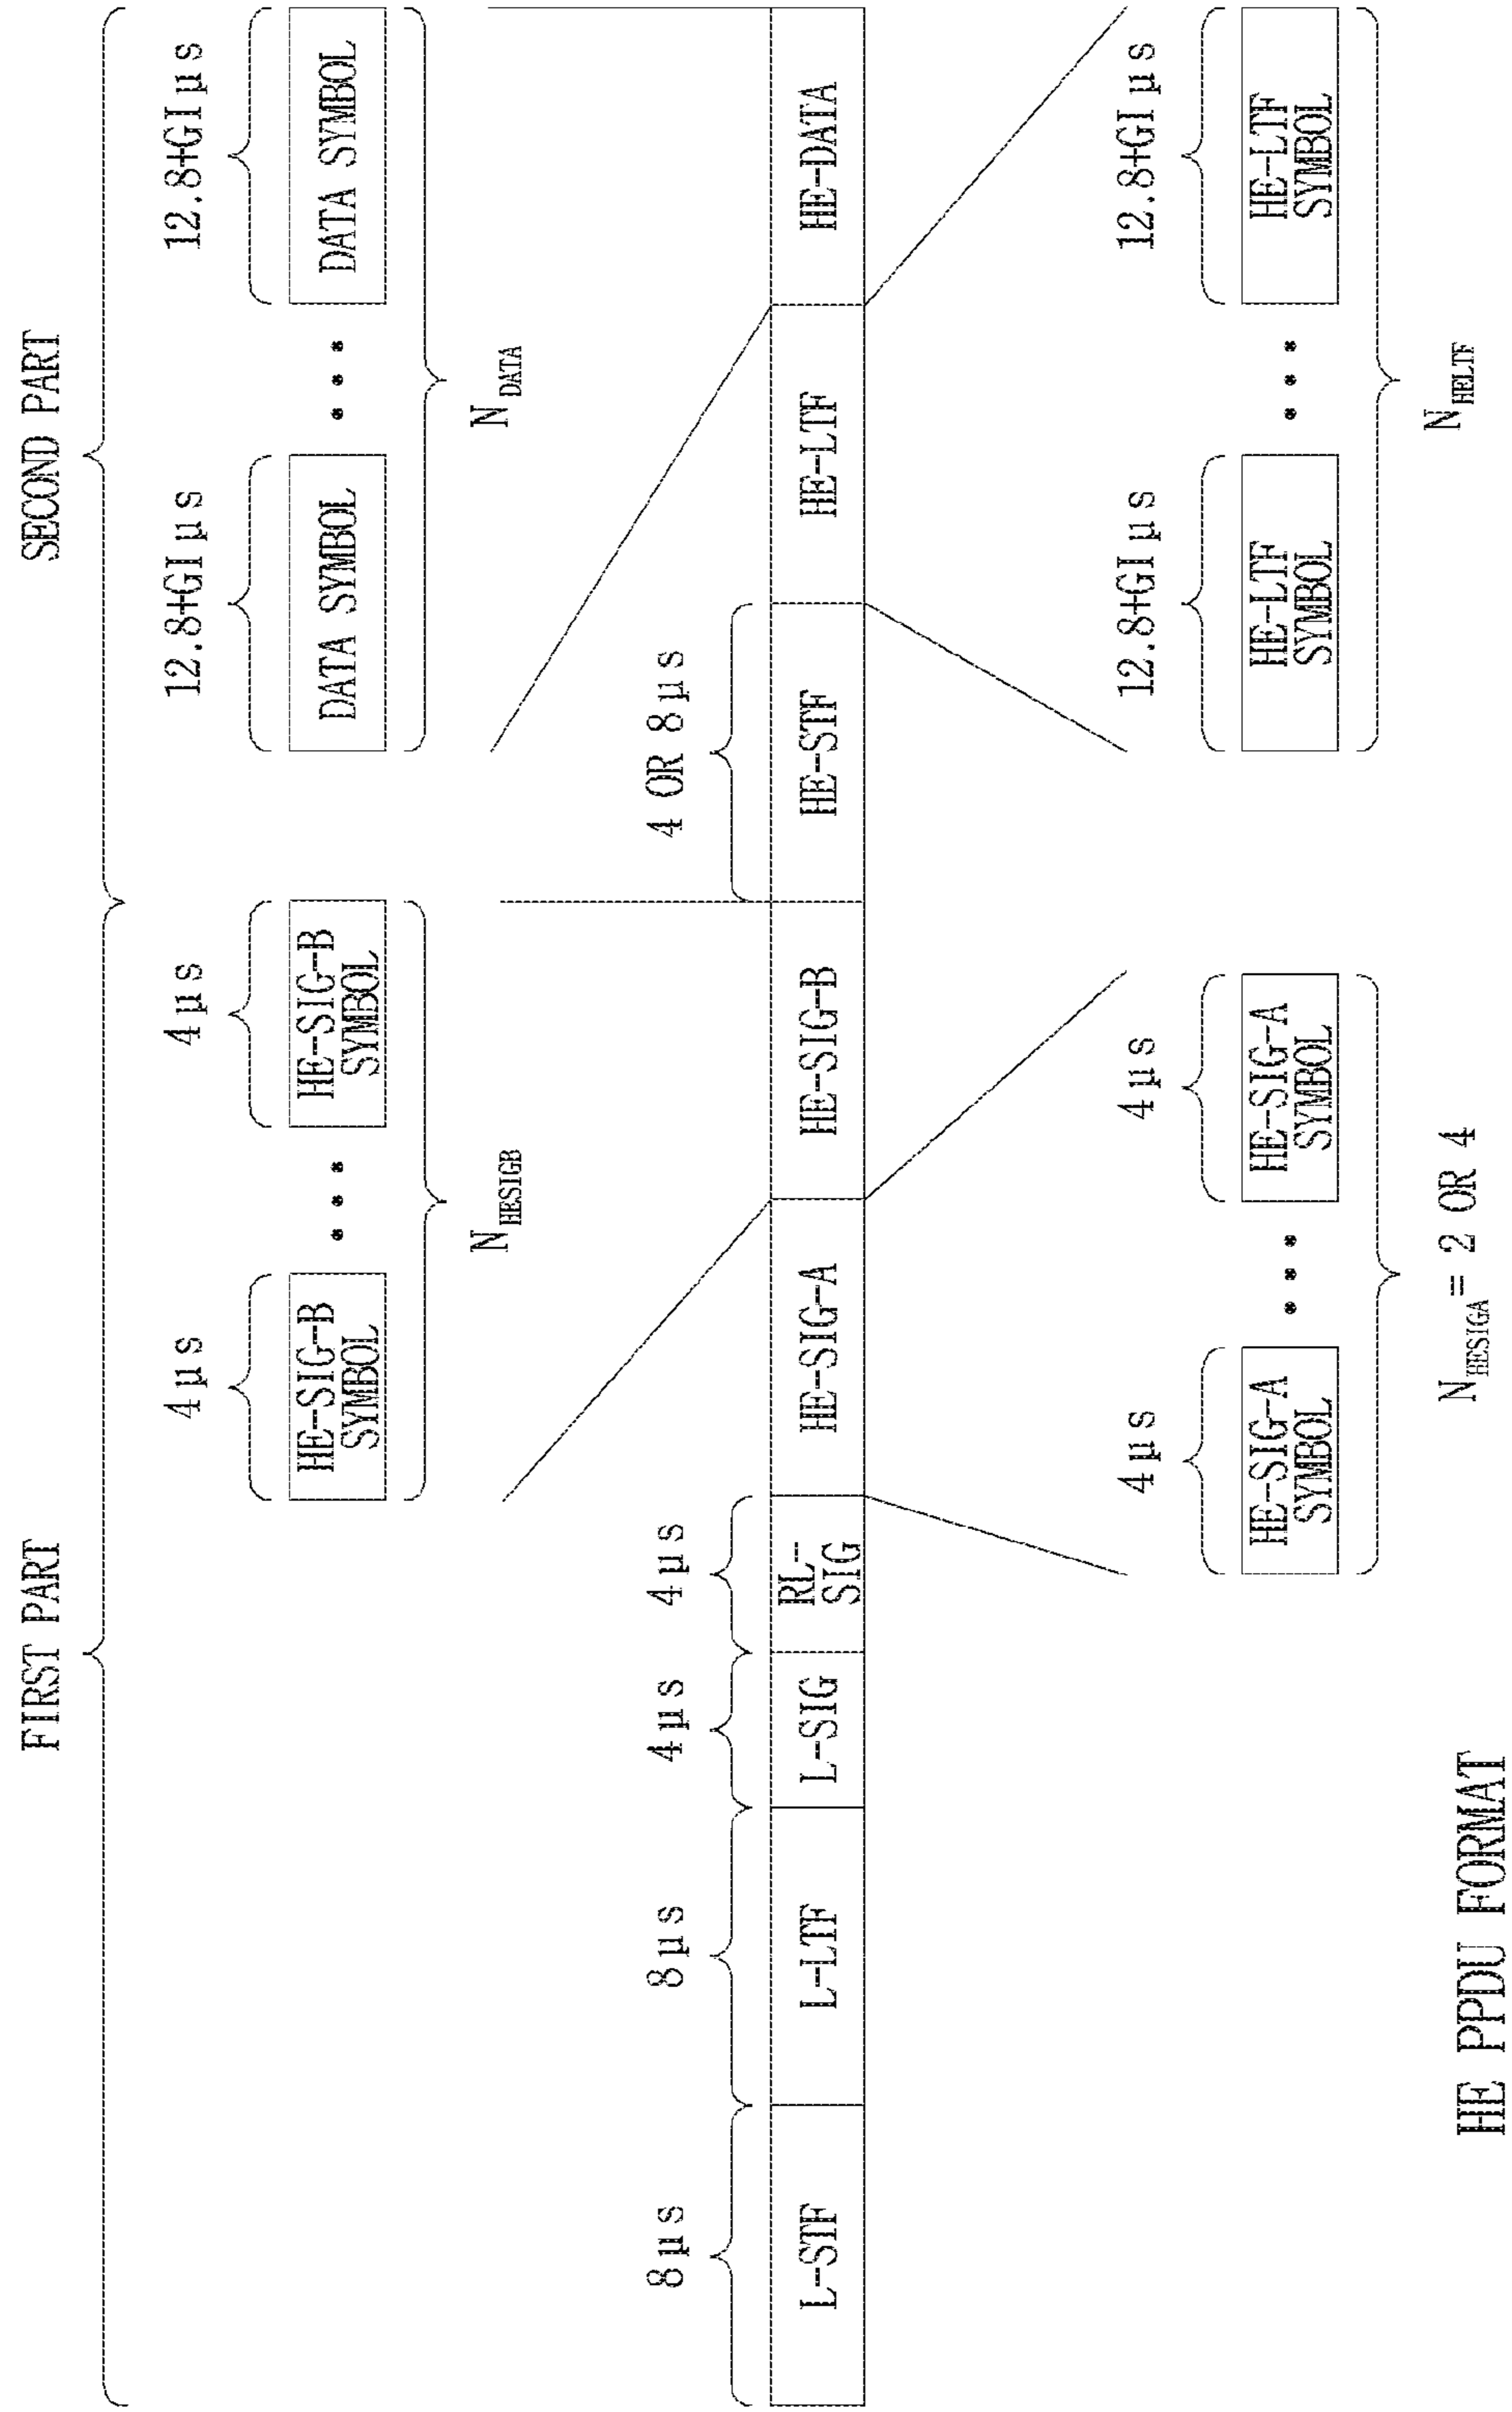 FIRST PART
SECOND PART
4μs
4μs
12.8+GIμs
12.8+GIμs
HE-SIG-B
SYMBOL
HE-SIG-B
SYMBOL
DATA SYMBOL
DATA SYMBOL
N_HESIGB
N_DATA
8μs
8μs
4μs
4μs
4 OR 8μs
L-STF
L-LTF
L-SIG
RL-
SIG
HE-SIG-A
HE-SIG-B
HE-STF
HE-LTF
HE-DATA
4μs
4μs
12.8+GIμs
12.8+GIμs
HE-SIG-A
SYMBOL
HE-SIG-A
SYMBOL
HE-LTF
SYMBOL
HE-LTF
SYMBOL
N_HESIGA = 2 OR 4
N_HELTF
HE PPDU FORMAT